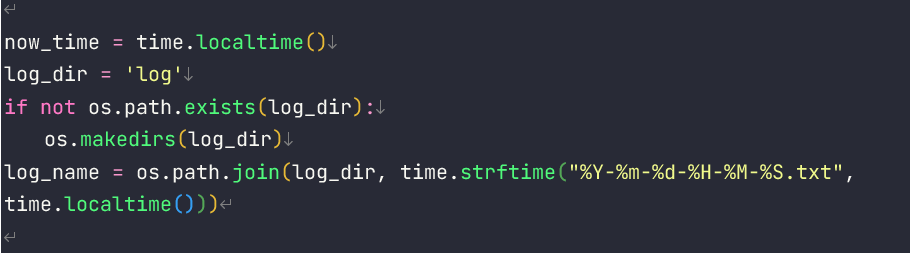 now_time = time.localtime()
log_dir = 'log'
if not os.path.exists(log_dir):
    os.makedirs(log_dir)
log_name = os.path.join(log_dir, time.strftime("%Y-%m-%d-%H-%M-%S.txt",
time.localtime()))